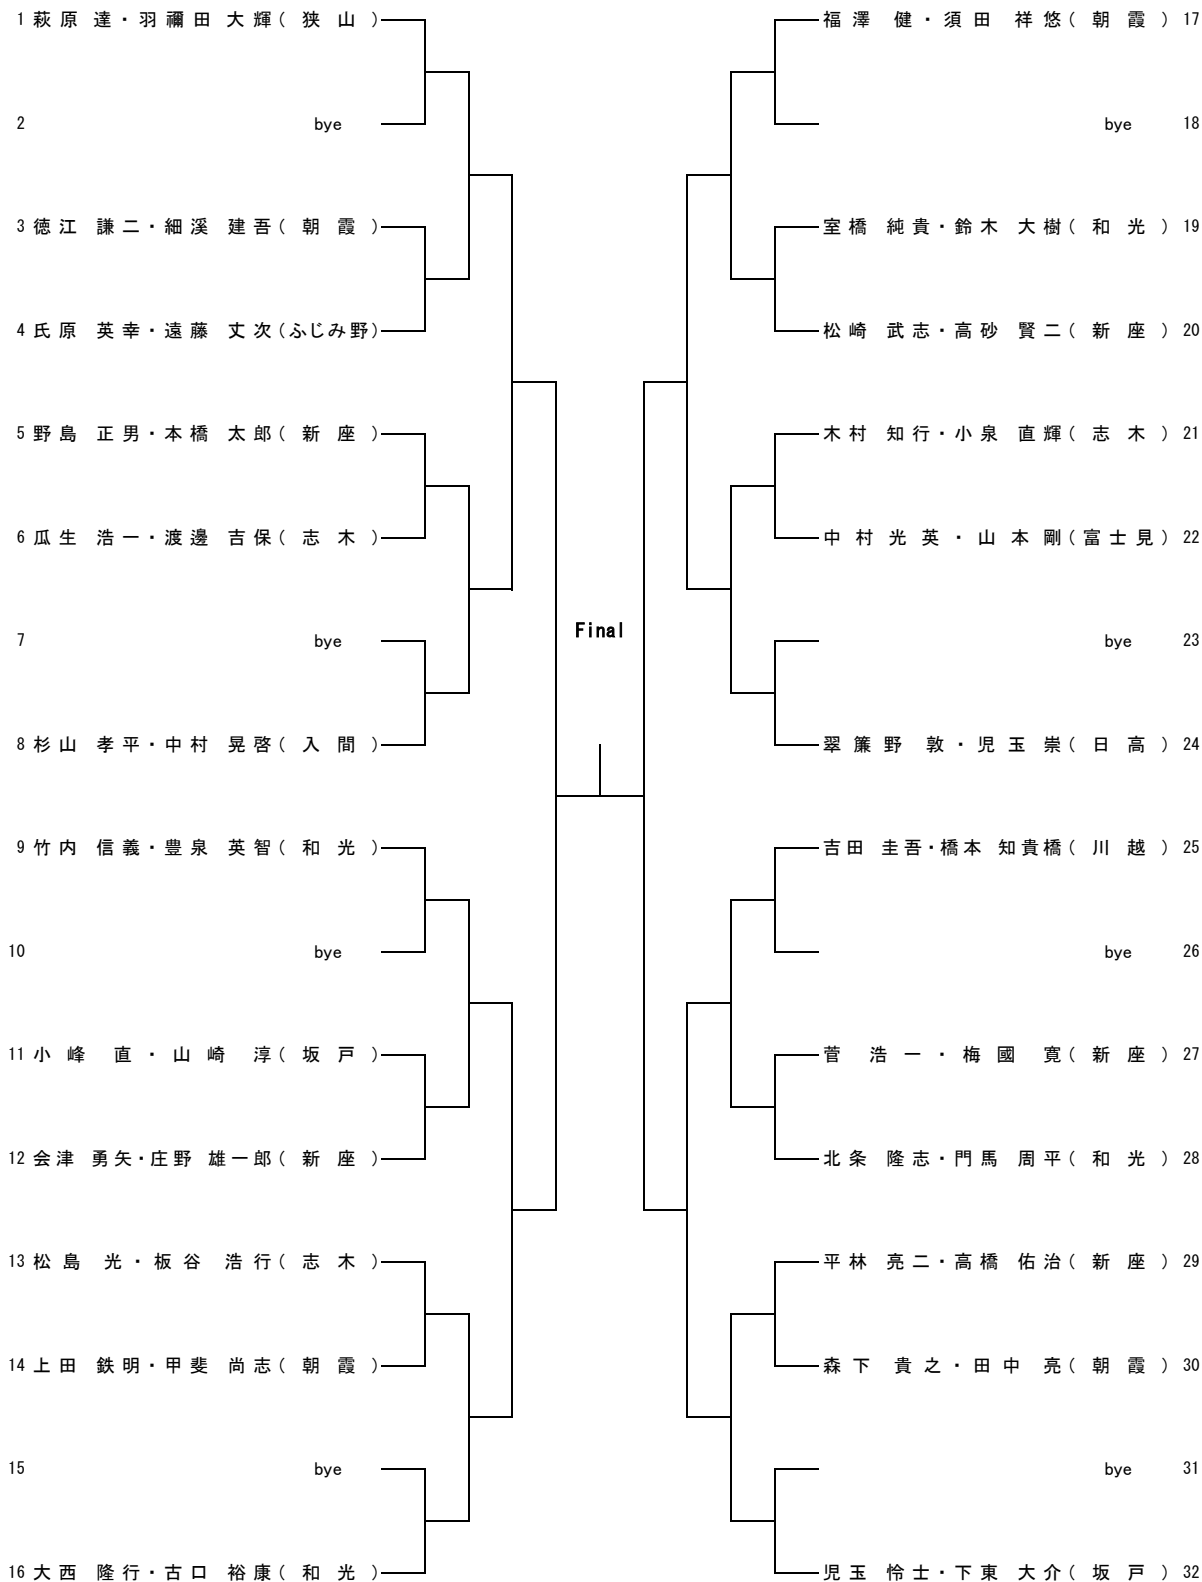 1 萩原 達・羽禰田 大輝(狭山)
2 bye
3 徳江 謙二・細溪 建吾(朝霞)
4 氏原 英幸・遠藤 丈次(ふじみ野)
5 野島 正男・本橋 太郎(新座)
6 瓜生 浩一・渡邊 吉保(志木)
7 bye
8 杉山 孝平・中村 晃啓(入間)
9 竹内 信義・豊泉 英智(和光)
10 bye
11 小峰 直・山崎 淳(坂戸)
12 会津 勇矢・庄野 雄一郎(新座)
13 松島 光・板谷 浩行(志木)
14 上田 鉄明・甲斐 尚志(朝霞)
15 bye
16 大西 隆行・古口 裕康(和光)
Final
福澤 健・須田 祥悠(朝霞) 17
bye 18
室橋 純貴・鈴木 大樹(和光) 19
松崎 武志・高砂 賢二(新座) 20
木村 知行・小泉 直輝(志木) 21
中村光英・山本剛(富士見) 22
bye 23
翠簾野 敦・児玉崇(日高) 24
吉田 圭吾・橋本 知貴橋(川越) 25
bye 26
菅 浩一・梅國 寛(新座) 27
北条 隆志・門馬 周平(和光) 28
平林 亮二・高橋 佑治(新座) 29
森下 貴之・田中 亮(朝霞) 30
bye 31
児玉 怜士・下東 大介(坂戸) 32